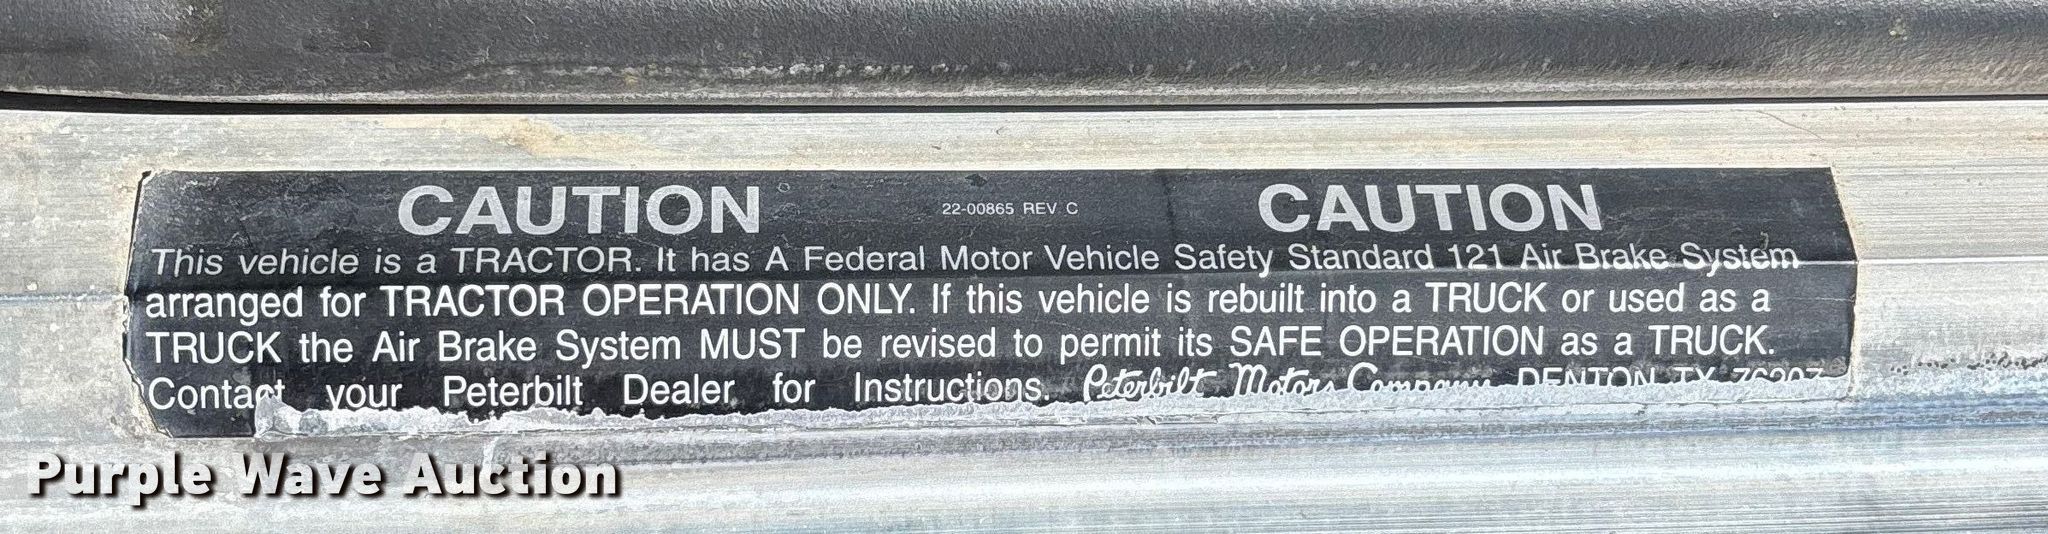 CAUTION 22-00865 REV C CAUTION
This vehicle is a TRACTOR. It has A Federal Motor Vehicle Safety Standard 121 Air Brake System
arranged for TRACTOR OPERATION ONLY. If this vehicle is rebuilt into a TRUCK or used as a
TRUCK the Air Brake System MUST be revised to permit its SAFE OPERATION as a TRUCK.
Contact your Peterbilt Dealer for Instructions. Peterbilt Motors Company DENTON TX 76207
Purple Wave Auction